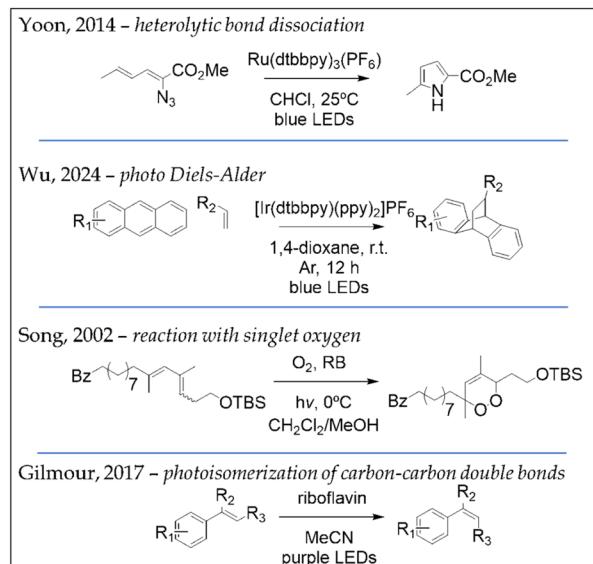 Yoon, 2014 – heterolytic bond dissociation
CO2Me
N3
Ru(dtbbpy)3(PF6)
CHCl, 25ºC
blue LEDs
N
H
CO2Me
Wu, 2024 – photo Diels-Alder
R1
R2
[Ir(dtbbpy)(ppy)2]PF6
1,4-dioxane, r.t.
Ar, 12 h
blue LEDs
R2
R1
Song, 2002 – reaction with singlet oxygen
Bz
7
OTBS
O2, RB
hν, 0ºC
CH2Cl2/MeOH
Bz
7
O
O
OTBS
Gilmour, 2017 – photoisomerization of carbon-carbon double bonds
R1
R2
R3
riboflavin
MeCN
purple LEDs
R1
R2
R3